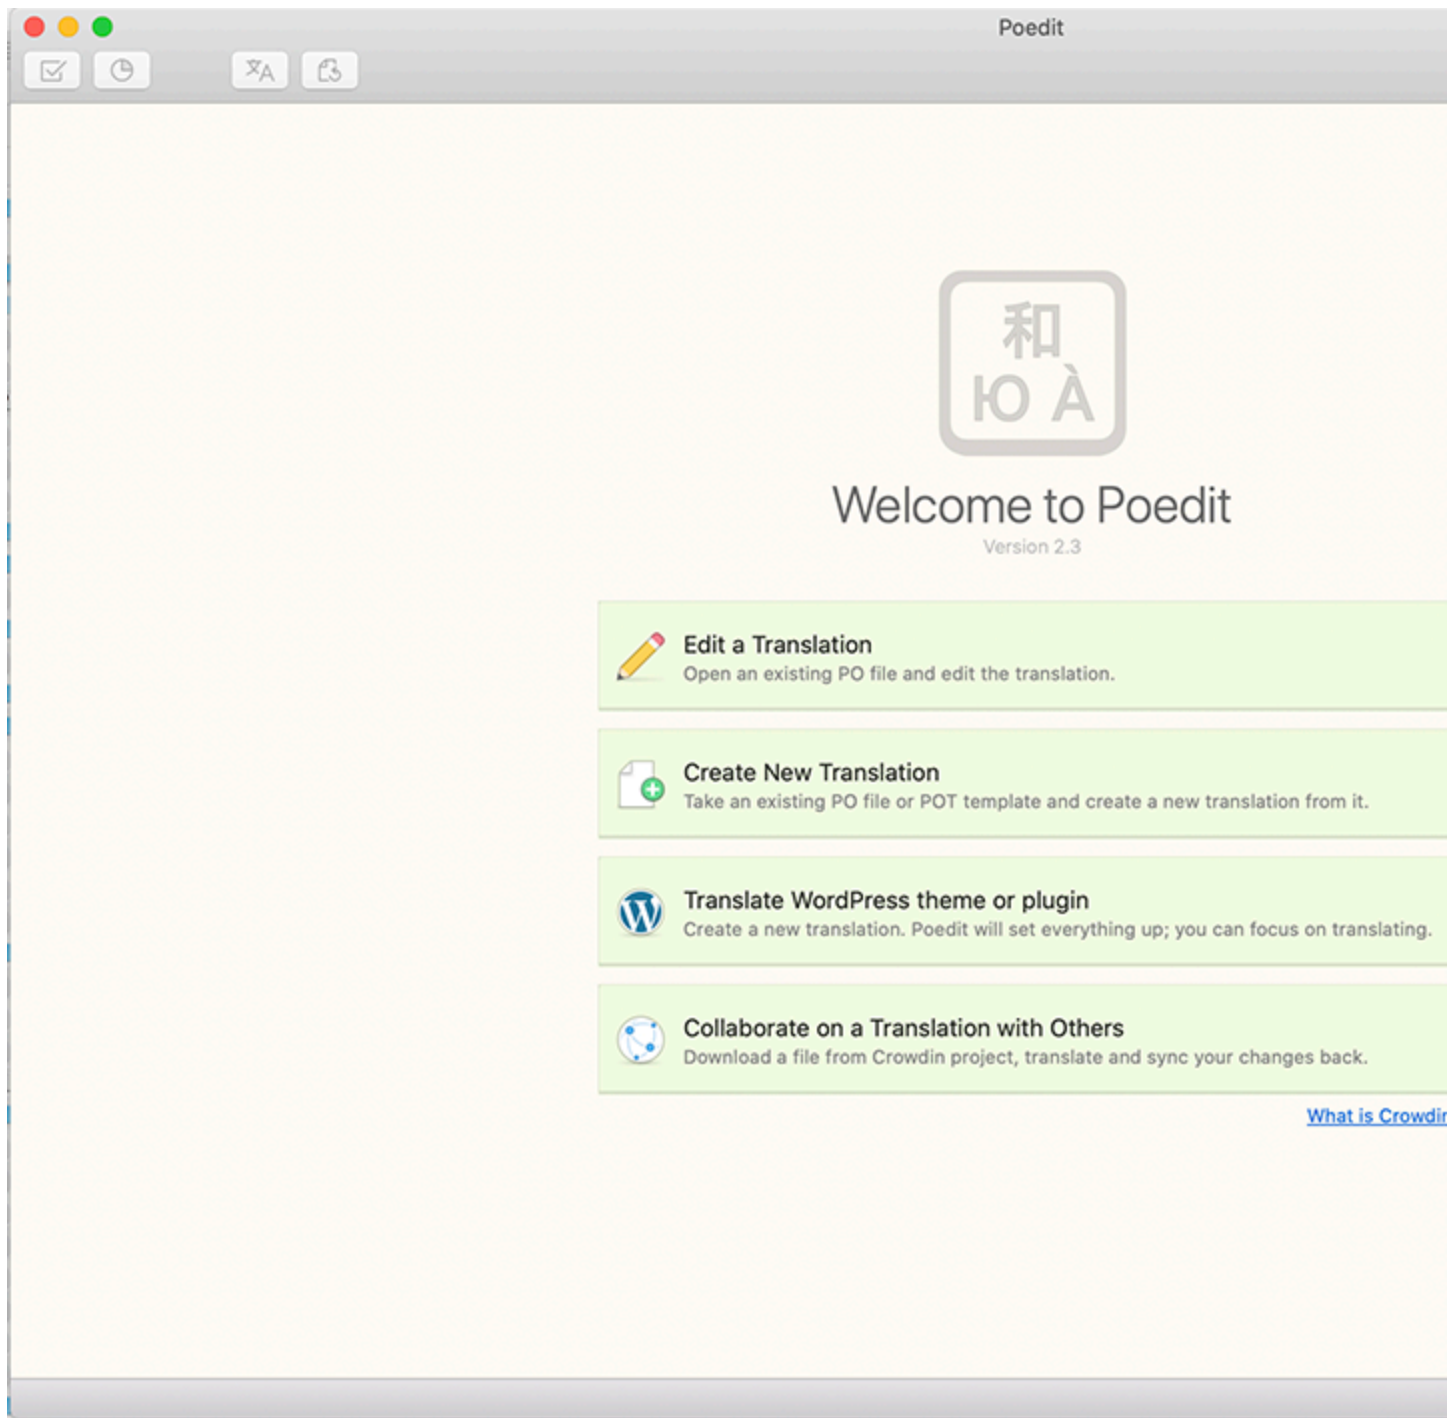 Poedit
和
Ю À
Welcome to Poedit
Version 2.3
Edit a Translation
Open an existing PO file and edit the translation.
Create New Translation
Take an existing PO file or POT template and create a new translation from it.
Translate WordPress theme or plugin
Create a new translation. Poedit will set everything up; you can focus on translating.
Collaborate on a Translation with Others
Download a file from Crowdin project, translate and sync your changes back.
What is